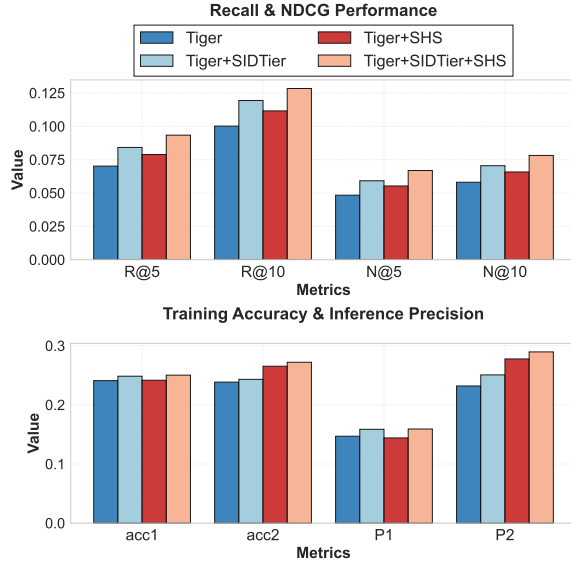 Recall & NDCG Performance
Tiger
Tiger+SHS
Tiger+SIDTier
Tiger+SIDTier+SHS
Value
0.125
0.100
0.075
0.050
0.025
0.000
R@5 R@10 N@5 N@10
Metrics
Training Accuracy & Inference Precision
Value
0.3
0.2
0.1
0.0
acc1 acc2 P1 P2
Metrics